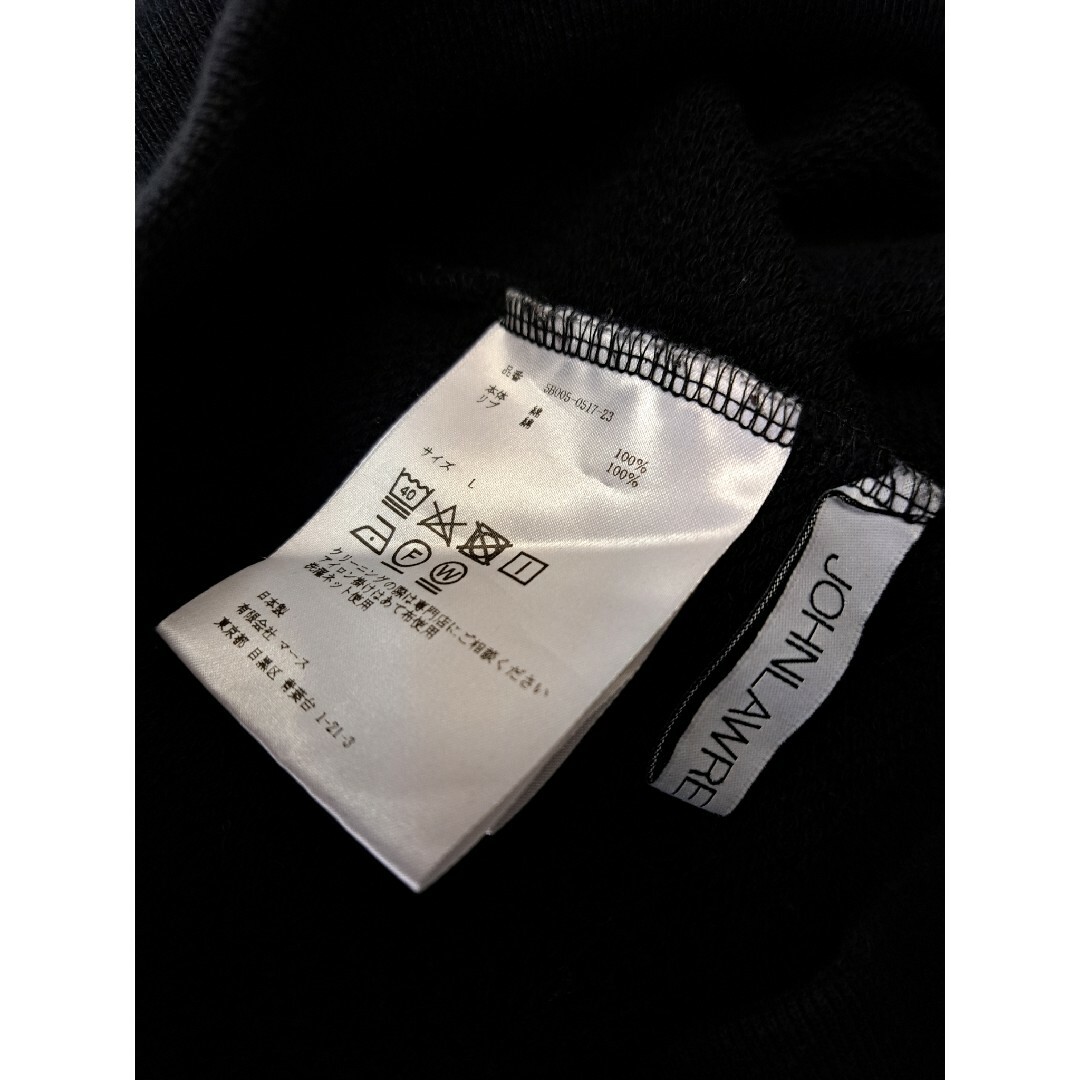 品番 SB005-0517-23
本体 綿 100%
リブ 綿 100%
サイズ L
40
F W
クリーニングの際は専門店にご相談ください
アイロン掛けはあて布使用
洗濯ネット使用
日本製
有限会社 マース
東京都 目黒区 青葉台 1-21-3
JOHNLAWRE